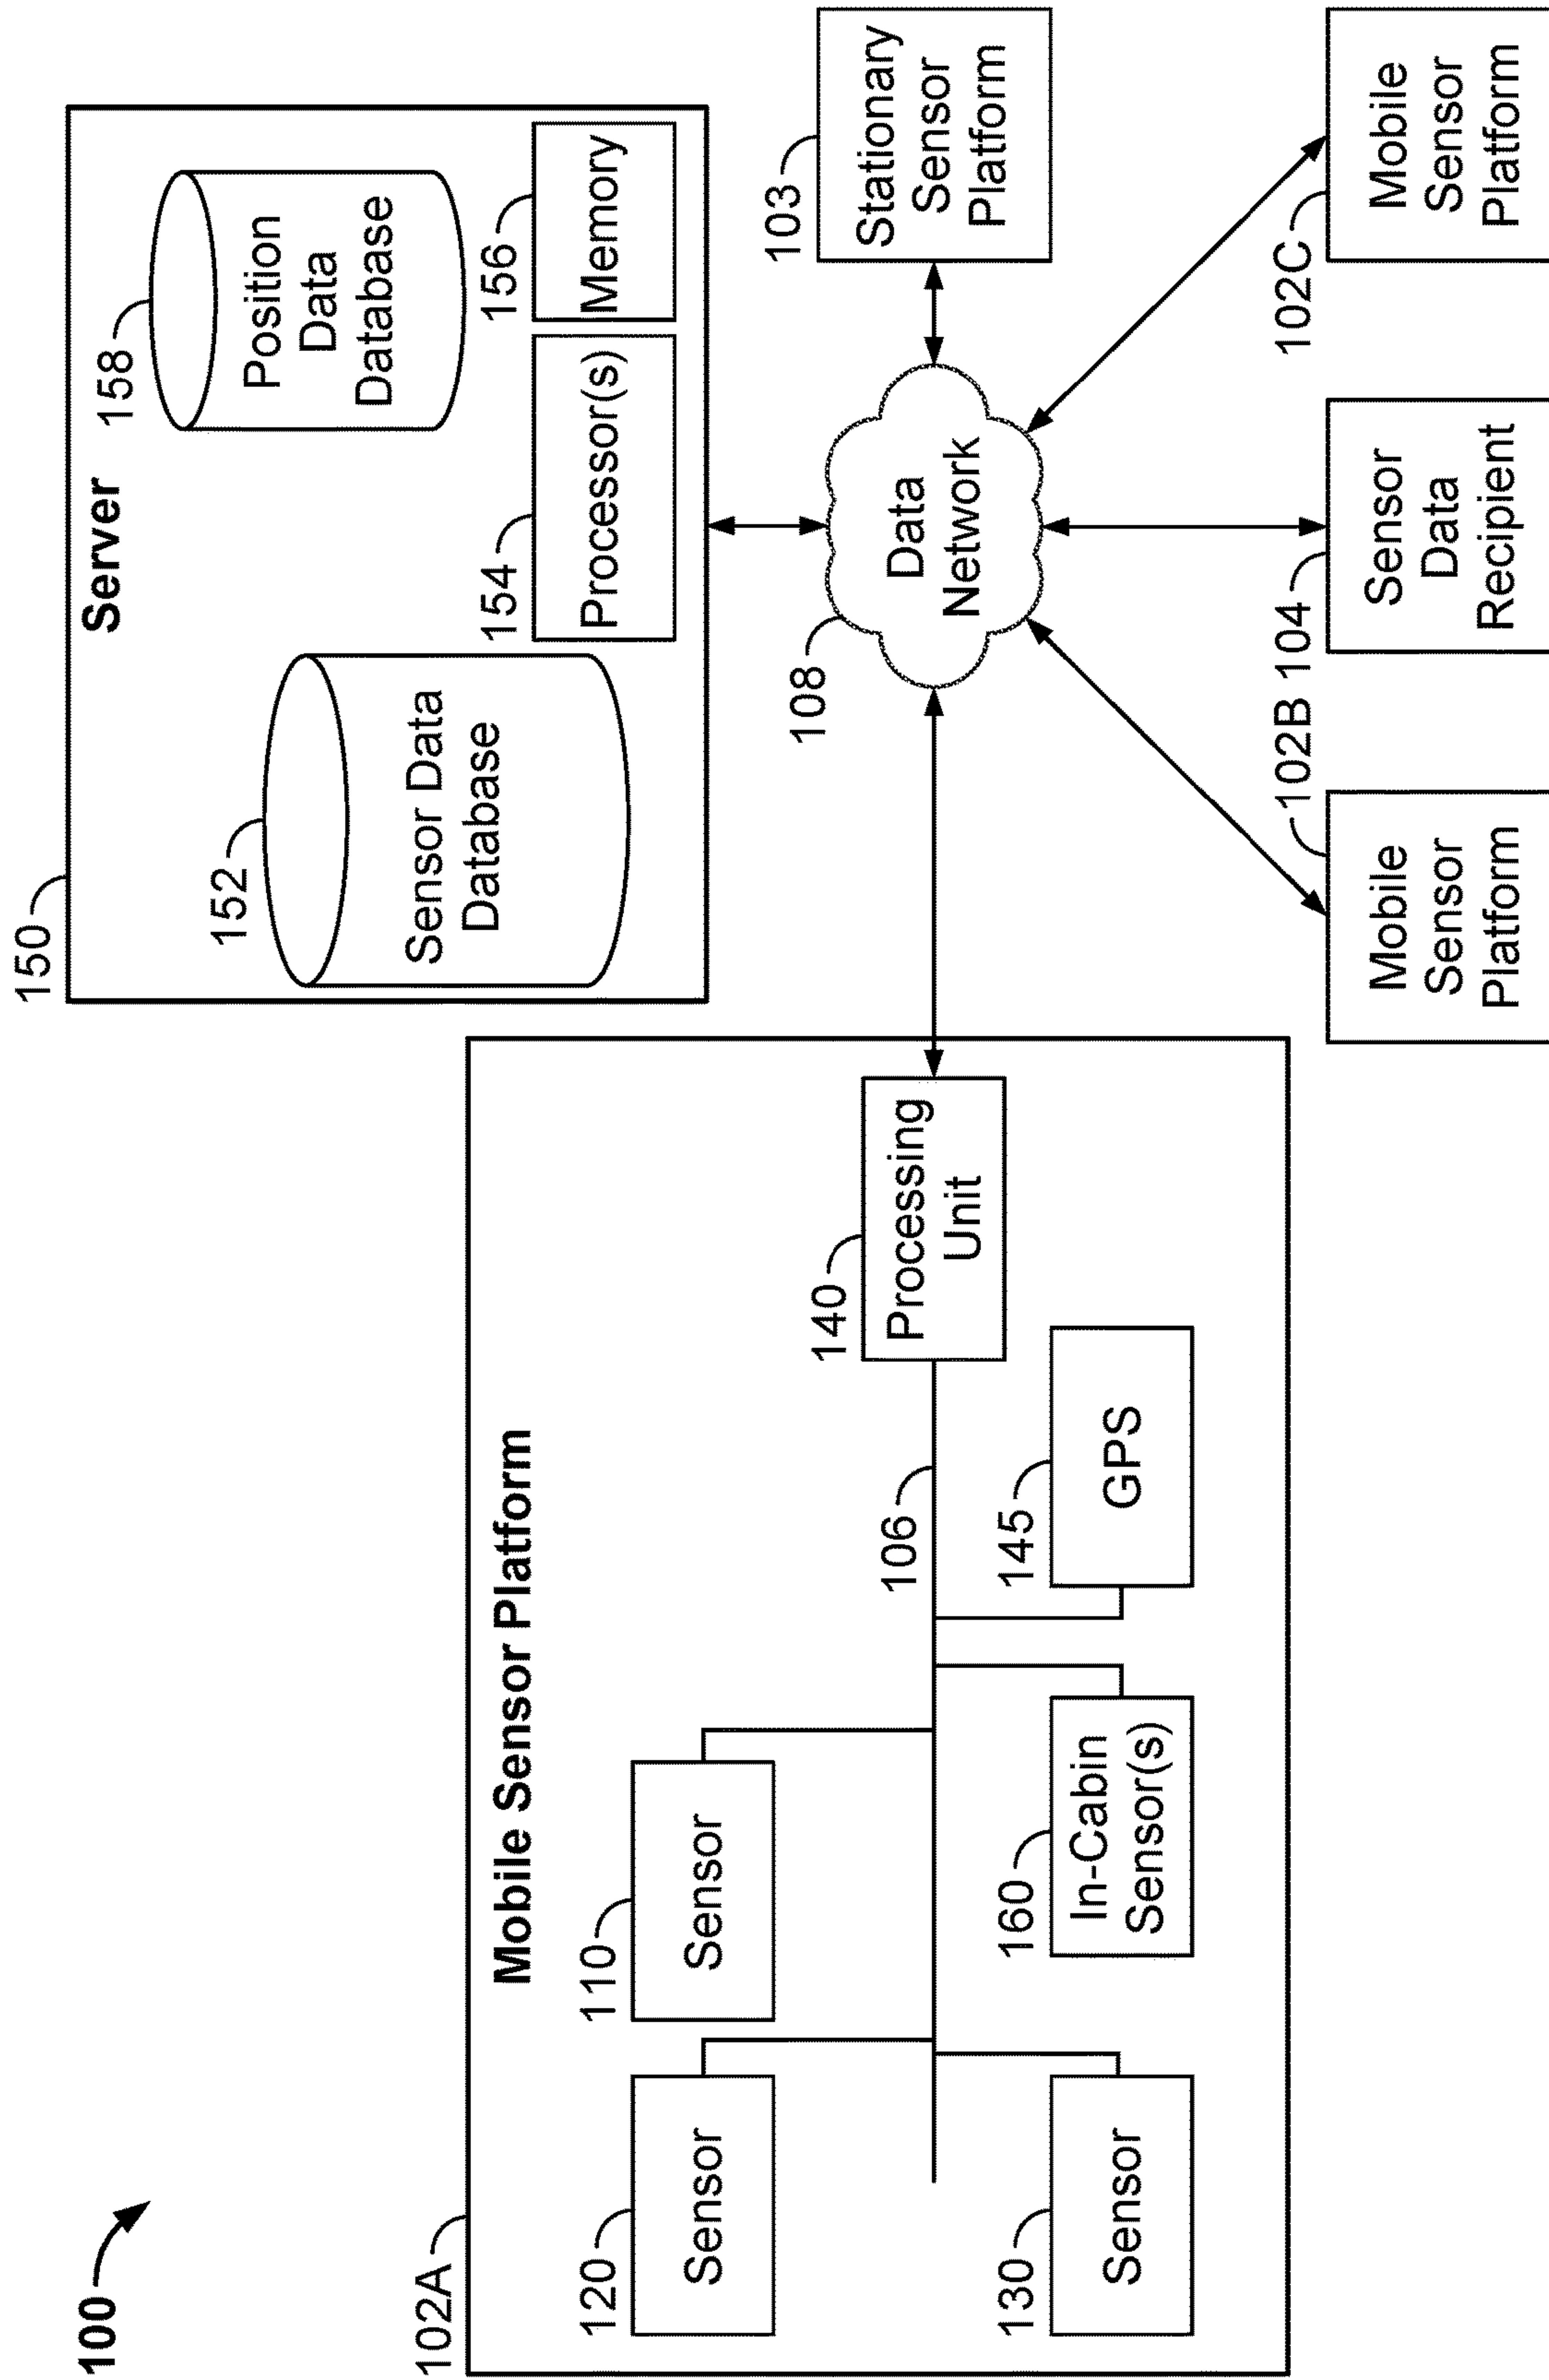 100
150
Server
152
Sensor Data
Database
158
Position
Data
Database
154
Processor(s)
156
Memory
102A
Mobile Sensor Platform
120
Sensor
110
Sensor
106
140
Processing
Unit
130
Sensor
160
In-Cabin
Sensor(s)
145
GPS
108
Data
Network
103
Stationary
Sensor
Platform
102B
Mobile
Sensor
Platform
104
Sensor
Data
Recipient
102C
Mobile
Sensor
Platform